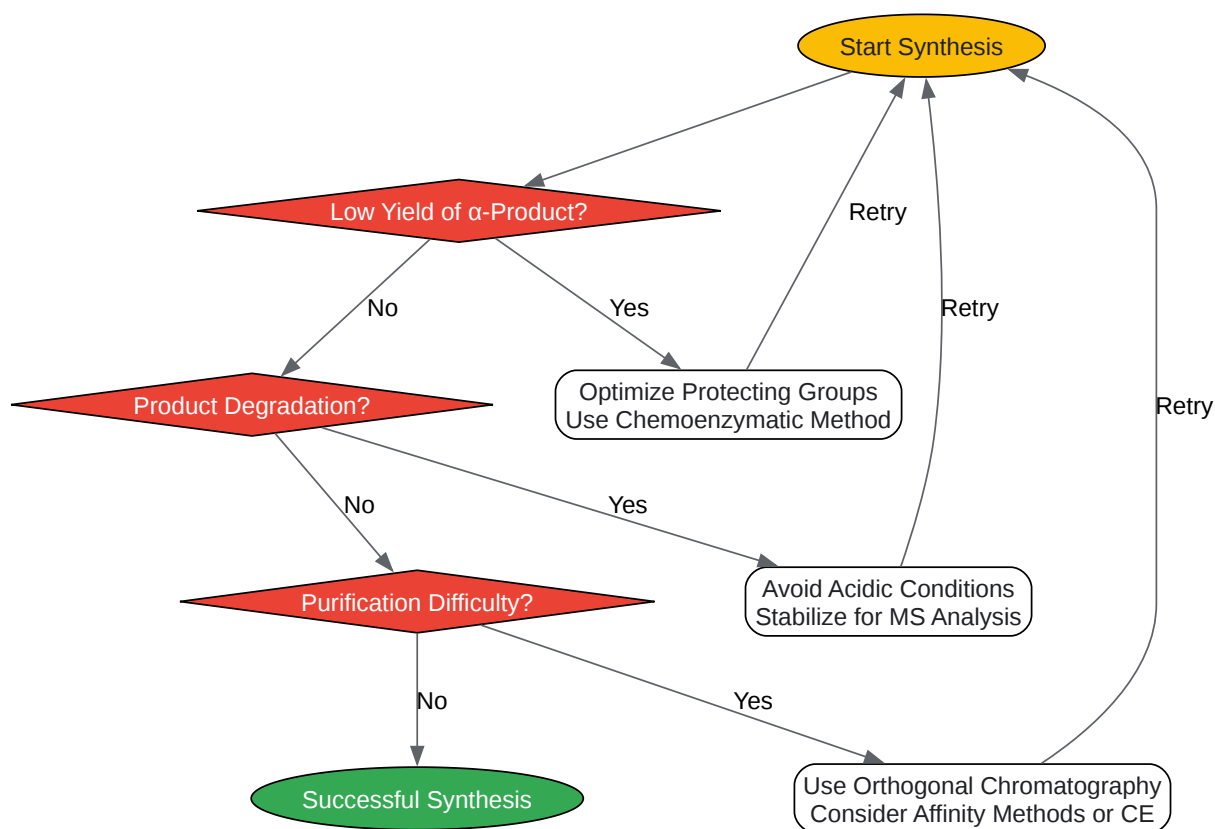 Start Synthesis
Low Yield of α-Product?
Retry
No
Yes
Retry
Optimize Protecting Groups
Use Chemoenzymatic Method
Product Degradation?
Retry
No
Yes
Avoid Acidic Conditions
Stabilize for MS Analysis
Purification Difficulty?
No
Yes
Successful Synthesis
Use Orthogonal Chromatography
Consider Affinity Methods or CE